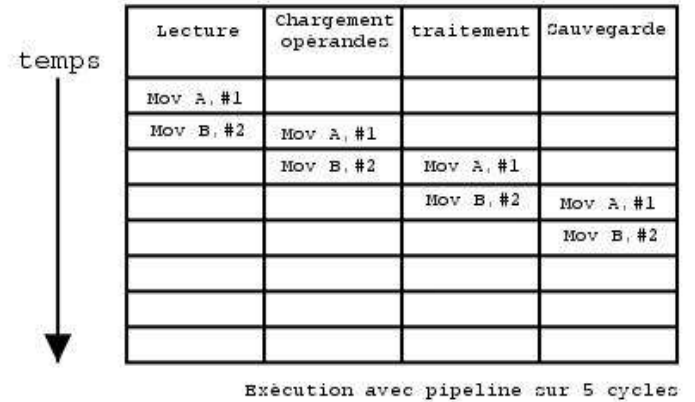 Lecture Chargement opérandes traitement Sauvegarde
temps
Mov A,#1
Mov B,#2 Mov A,#1
Mov B,#2 Mov A,#1
Mov B,#2 Mov A,#1
Mov B,#2
Exécution avec pipeline sur 5 cycles